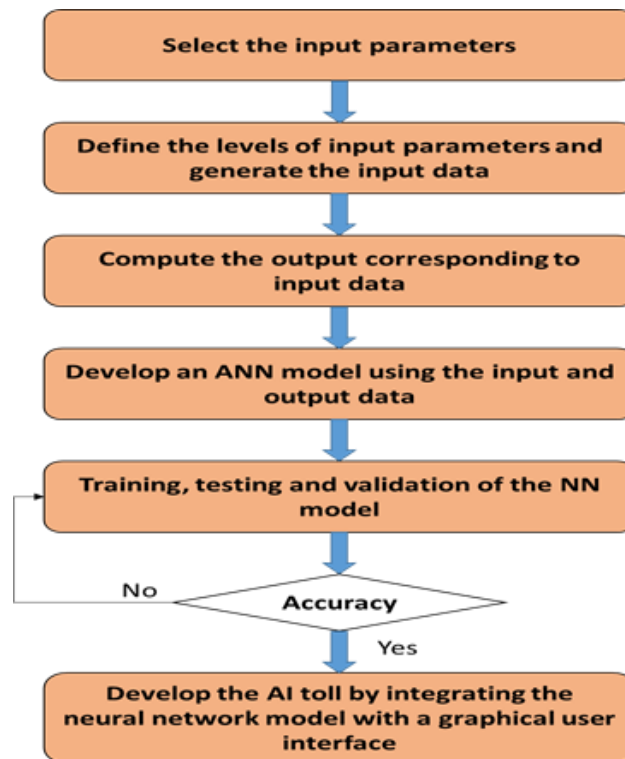 Select the input parameters
Define the levels of input parameters and
generate the input data
Compute the output corresponding to
input data
Develop an ANN model using the input and
output data
Training, testing and validation of the NN
model
No
Accuracy
Yes
Develop the AI toll by integrating the
neural network model with a graphical user
interface